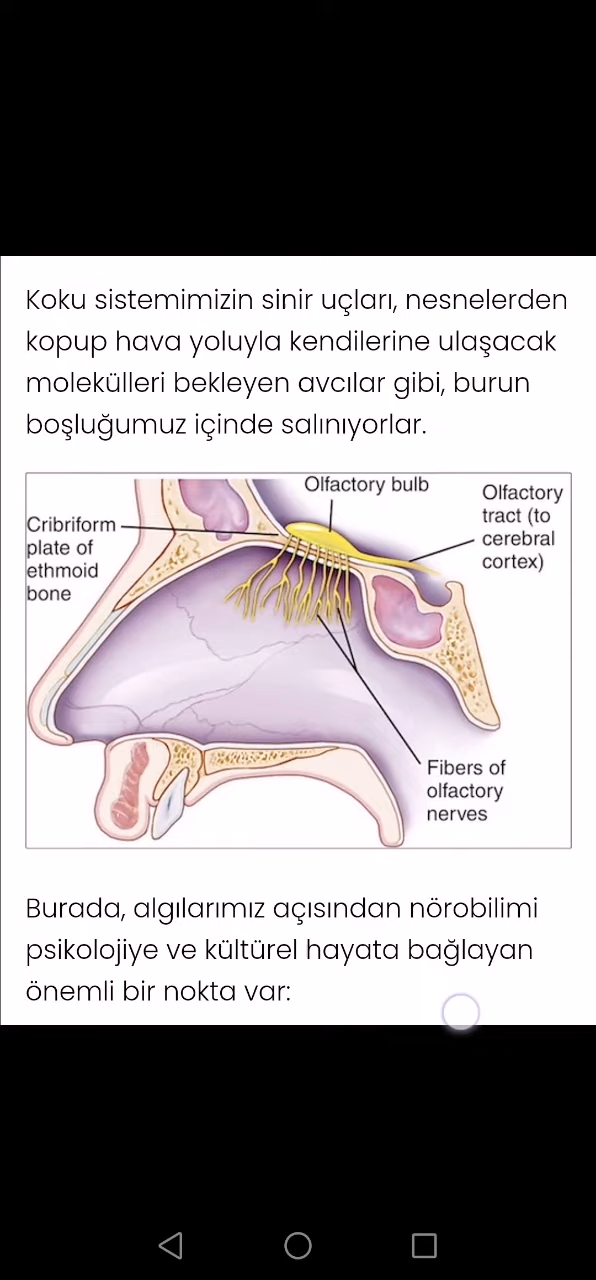 Koku sistemimizin sinir uçları, nesnelerden
kopup hava yoluyla kendilerine ulaşacak
molekülleri bekleyen avcılar gibi, burun
boşluğumuz içinde salınıyorlar.
Olfactory bulb
Olfactory
tract (to
cerebral
cortex)
Cribriform
plate of
ethmoid
bone
Fibers of
olfactory
nerves
Burada, algılarımız açısından nörobilimi
psikolojiye ve kültürel hayata bağlayan
önemli bir nokta var: